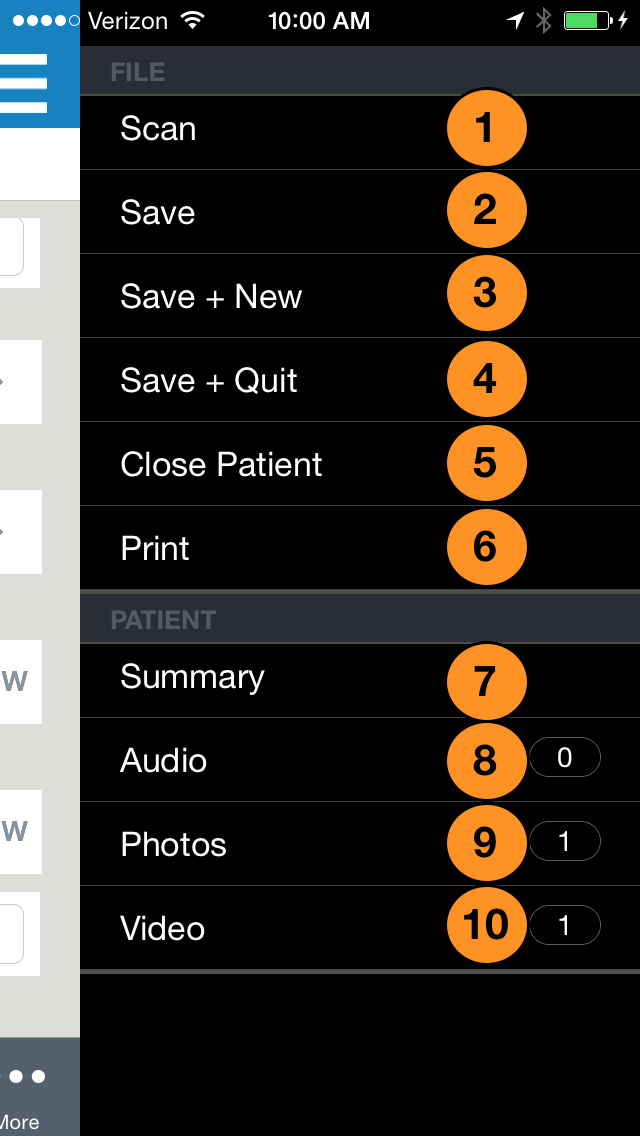 Verizon 10:00 AM
FILE
Scan 1
Save 2
Save + New 3
Save + Quit 4
Close Patient 5
Print 6
PATIENT
Summary 7
Audio 8 0
Photos 9 1
Video 10 1
W
W
More